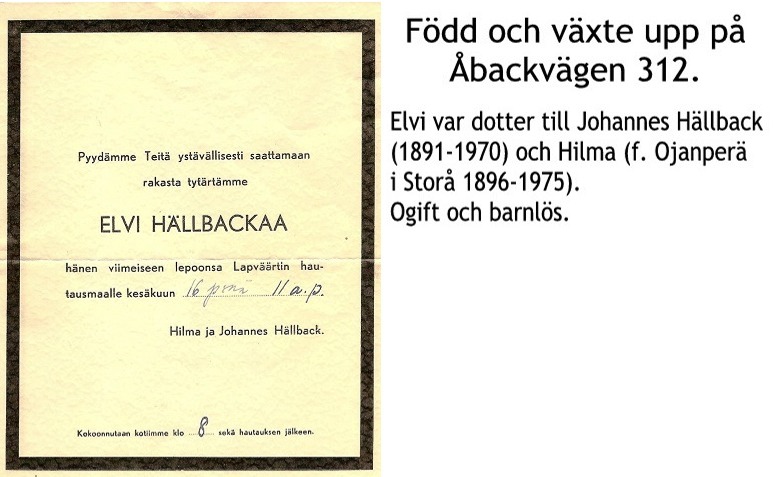 Pyydämme Teitä ystävällisesti saattamaan
rakasta tytärtämme
ELVI HÄLLBACKAA
hänen viimeiseen lepoonsa Lapväärtin hau-
tausmaalle kesäkuun 16 pnä 11 a.p.
Hilma ja Johannes Hällback.
Kokoonnutaan kotiimme klo 8 sekä hautauksen jälkeen.
Född och växte upp på
Åbackvägen 312.
Elvi var dotter till Johannes Hällback
(1891-1970) och Hilma (f. Ojanperä
i Storå 1896-1975).
Ogift och barnlös.